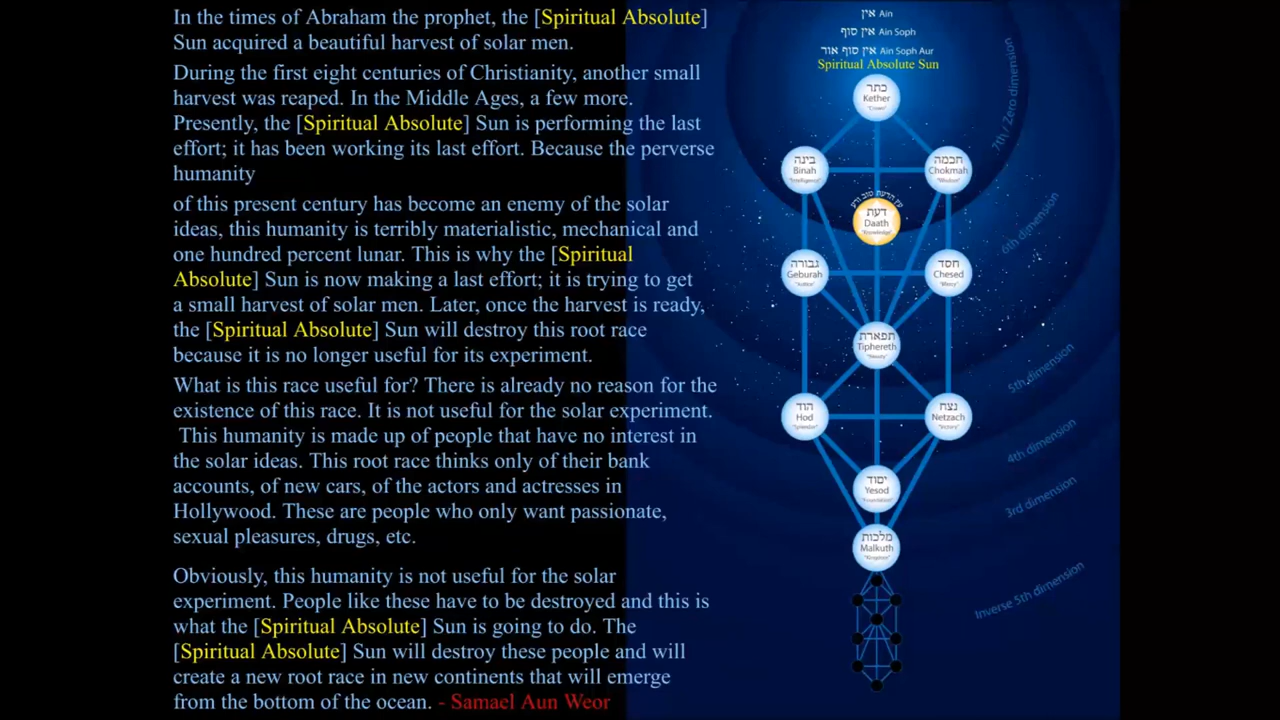 In the times of Abraham the prophet, the [Spiritual Absolute]
Sun acquired a beautiful harvest of solar men.
During the first eight centuries of Christianity, another small
harvest was reaped. In the Middle Ages, a few more.
Presently, the [Spiritual Absolute] Sun is performing the last
effort; it has been working its last effort. Because the perverse
humanity
of this present century has become an enemy of the solar
ideas, this humanity is terribly materialistic, mechanical and
one hundred percent lunar. This is why the [Spiritual
Absolute] Sun is now making a last effort; it is trying to get
a small harvest of solar men. Later, once the harvest is ready,
the [Spiritual Absolute] Sun will destroy this root race
because it is no longer useful for its experiment.
What is this race useful for? There is already no reason for the
existence of this race. It is not useful for the solar experiment.
This humanity is made up of people that have no interest in
the solar ideas. This root race thinks only of their bank
accounts, of new cars, of the actors and actresses in
Hollywood. These are people who only want passionate,
sexual pleasures, drugs, etc.
Obviously, this humanity is not useful for the solar
experiment. People like these have to be destroyed and this is
what the [Spiritual Absolute] Sun is going to do. The
[Spiritual Absolute] Sun will destroy these people and will
create a new root race in new continents that will emerge
from the bottom of the ocean. - Samael Aun Weor
אין Ain
אין סוף Ain Soph
אין סוף אור Ain Soph Aur
Spiritual Absolute Sun
כתר
Kether
"Crown"
בינה
Binah
"Intelligence"
חכמה
Chokmah
"Wisdom"
עץ הדעת טוב ורע
דעת
Daath
"Knowledge"
גבורה
Geburah
"Justice"
חסד
Chesed
"Mercy"
תפארת
Tiphereth
"Beauty"
הוד
Hod
"Splendor"
נצח
Netzach
"Victory"
יסוד
Yesod
"Foundation"
מלכות
Malkuth
"Kingdom"
7th / Zero dimension
6th dimension
5th dimension
4th dimension
3rd dimension
Inverse 5th dimension